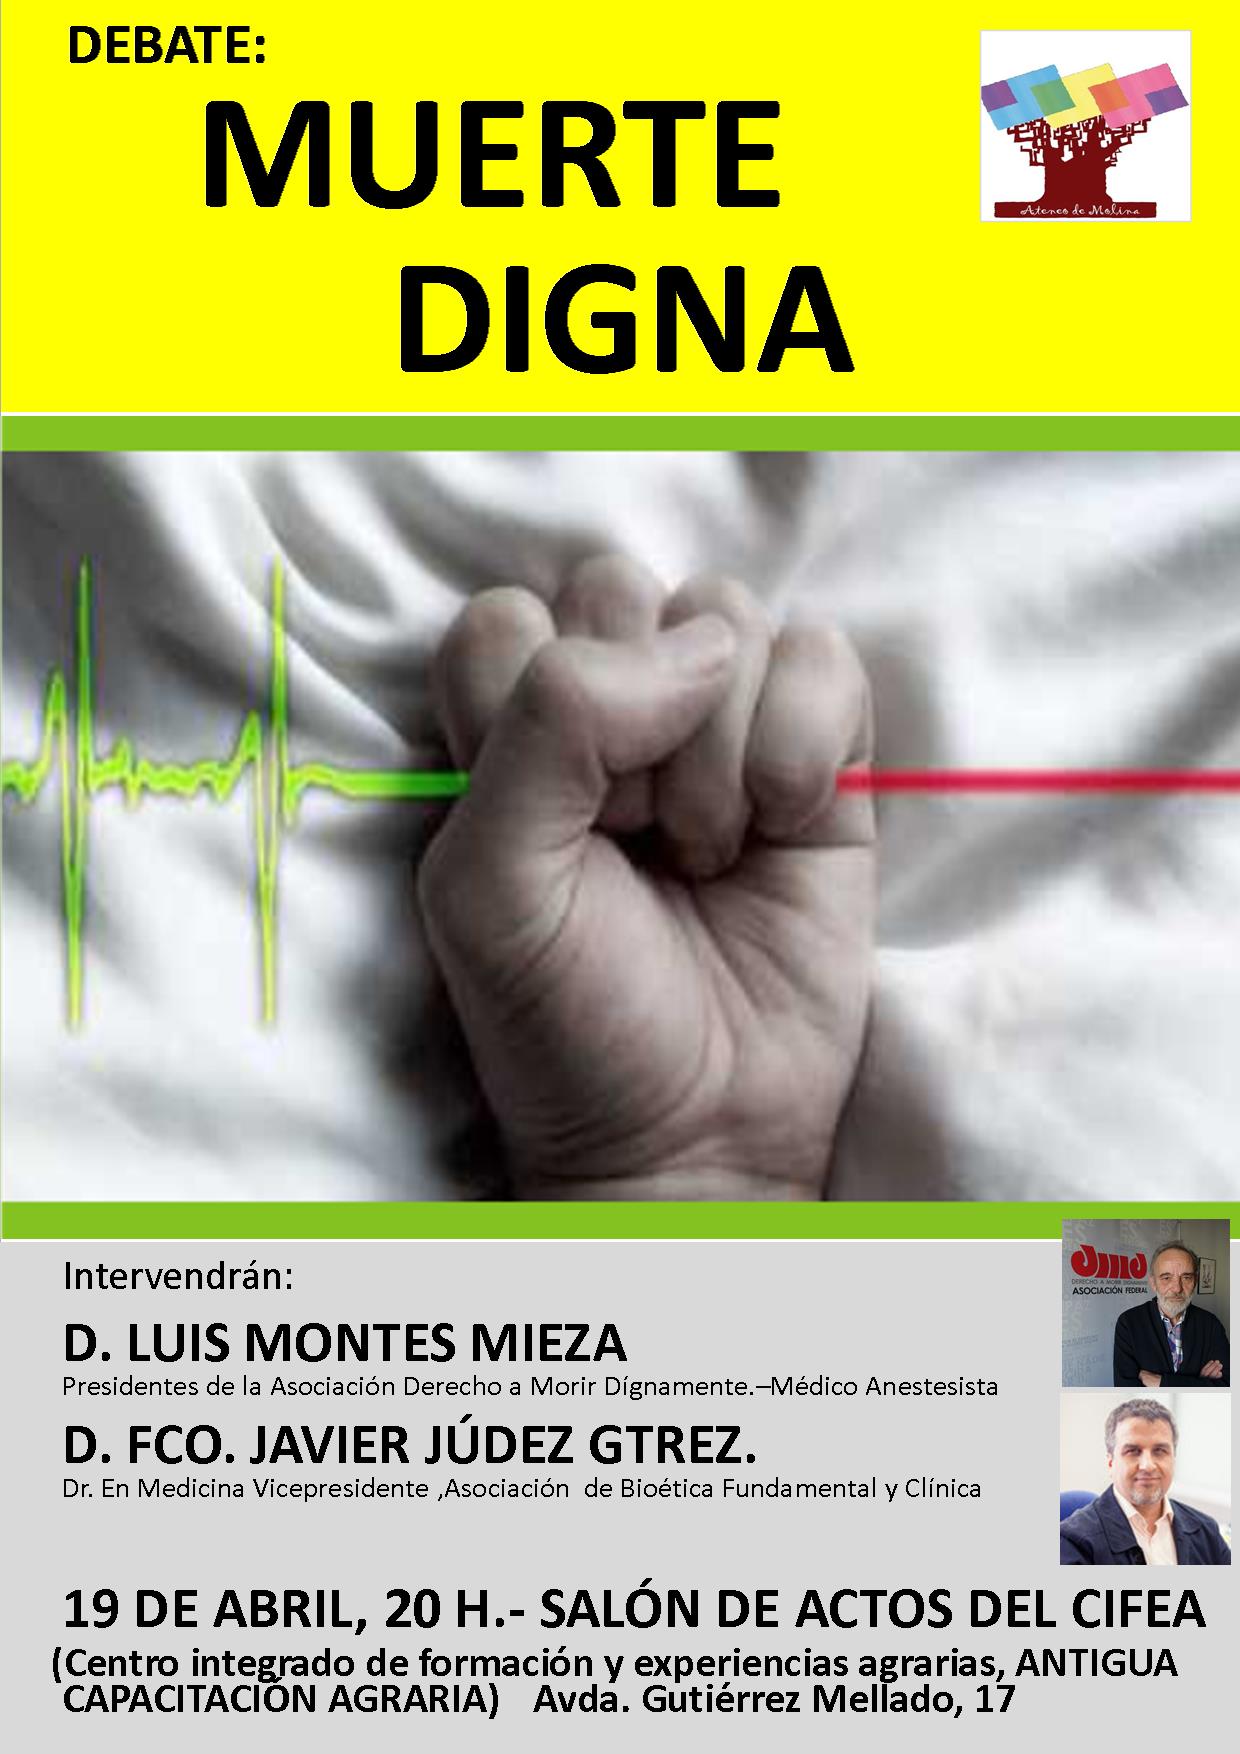 DEBATE:
MUERTE
DIGNA
Ateneo de Molina
Intervendrán:
D. LUIS MONTES MIEZA
Presidentes de la Asociación Derecho a Morir Dígnamente.–Médico Anestesista
D. FCO. JAVIER JÚDEZ GTREZ.
Dr. En Medicina Vicepresidente ,Asociación de Bioética Fundamental y Clínica
dmd
DERECHO A MORIR DIGNAMENTE
ASOCIACIÓN FEDERAL
19 DE ABRIL, 20 H.- SALÓN DE ACTOS DEL CIFEA
(Centro integrado de formación y experiencias agrarias, ANTIGUA
CAPACITACIÓN AGRARIA) Avda. Gutiérrez Mellado, 17